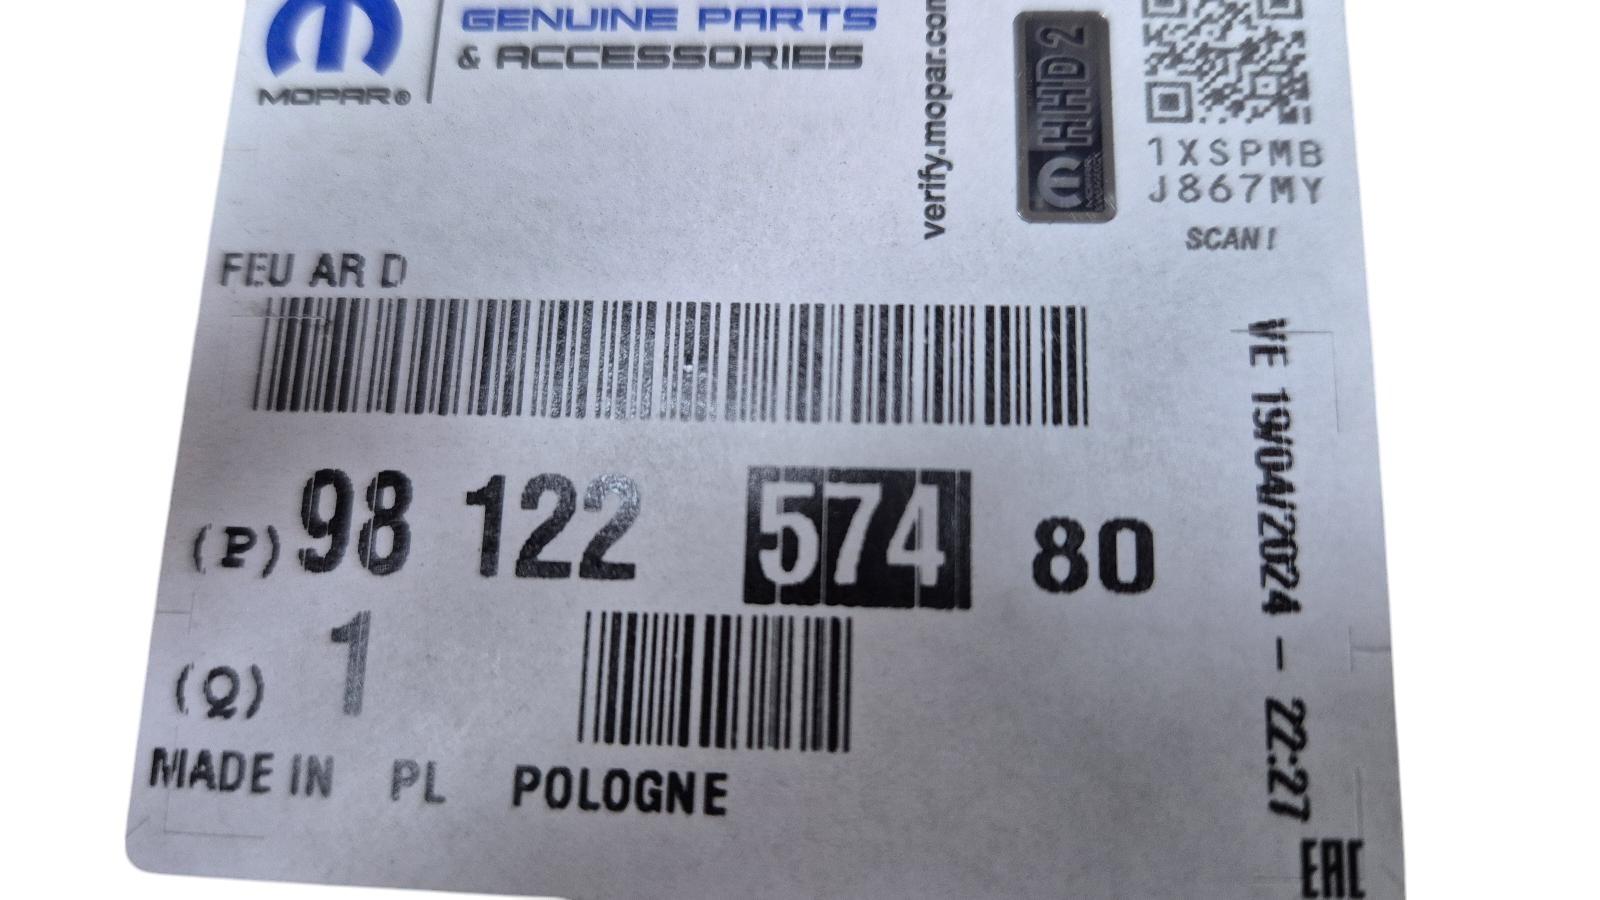 GENUINE PARTS
& ACCESSORIES
MOPAR®
verify.mopar.com
HHD2
1XSPMB
J867MY
SCAN!
FEU AR D
(P) 98 122 574 80
(Q) 1
MADE IN PL POLOGNE
VE 19/04/2024 - 22:27
EAC